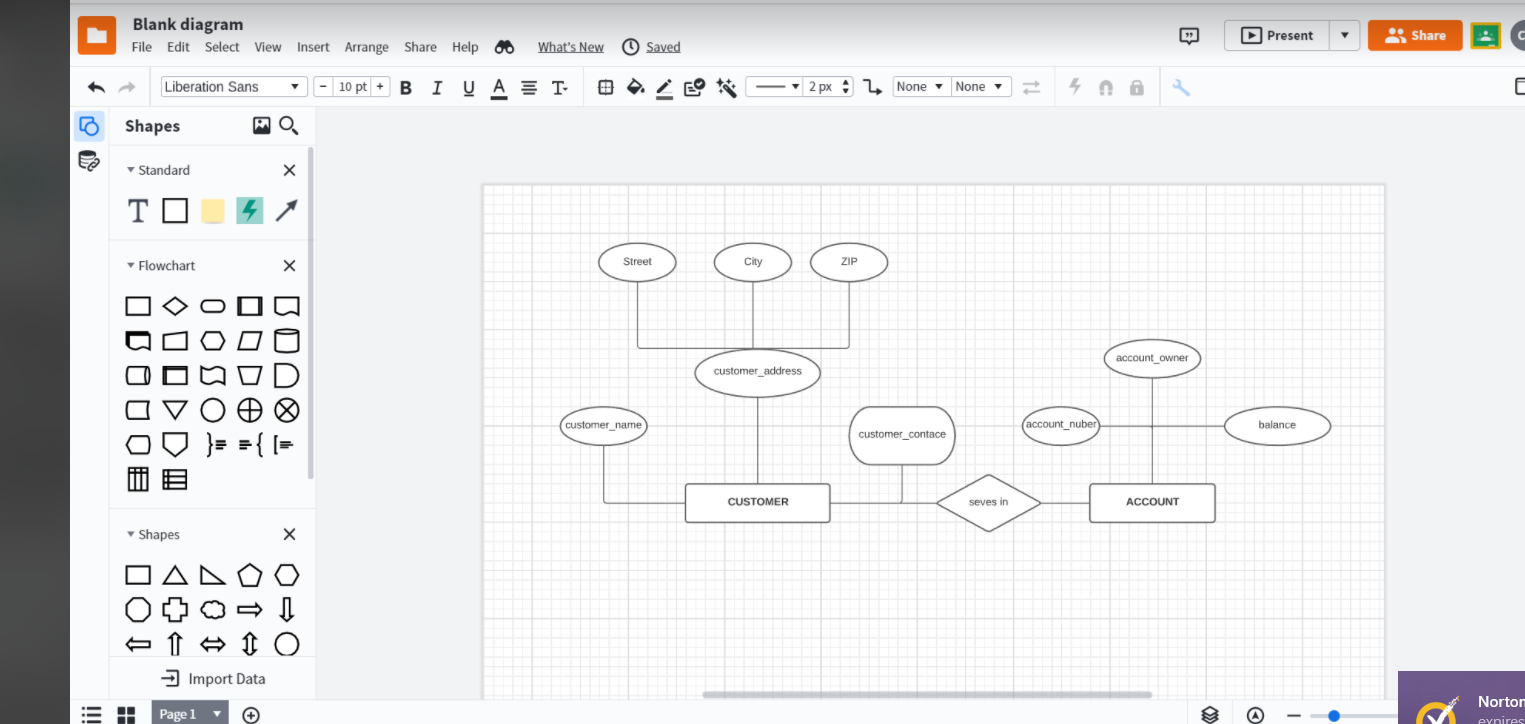 Blank diagram
File Edit Select View Insert Arrange Share Help What's New Saved
Present
Share
Liberation Sans
- 10 pt +
B I U A T
2 px
None None
Shapes
Standard
T
Flowchart
Shapes
Import Data
Page 1
Street City ZIP
customer_address
account_owner
customer_name
customer_contace
account_nuber
balance
CUSTOMER
seves in
ACCOUNT
Norton
expires